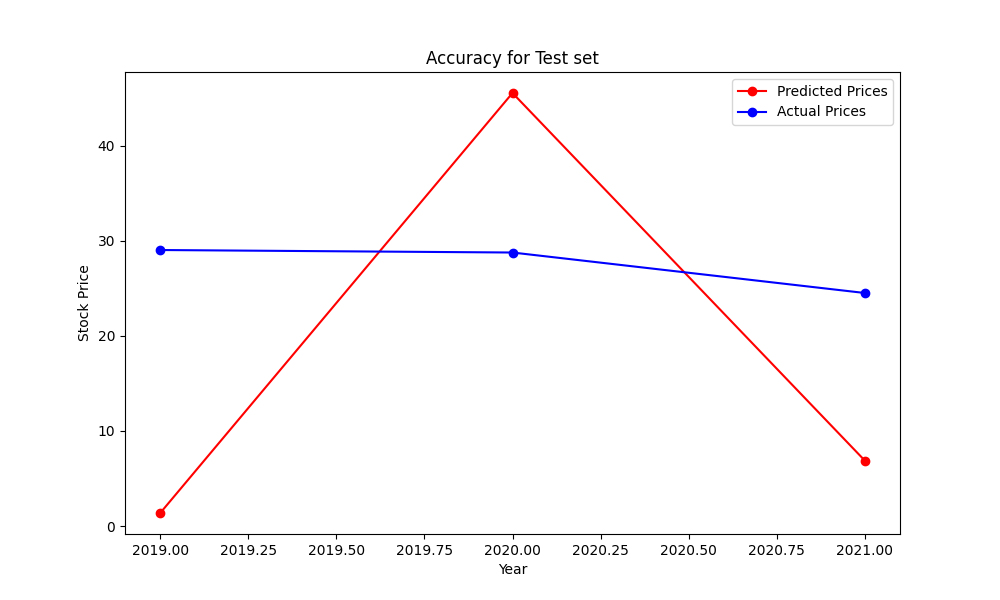 Accuracy for Test set
Predicted Prices
Actual Prices
Stock Price
40
30
20
10
0
2019.00 2019.25 2019.50 2019.75 2020.00 2020.25 2020.50 2020.75 2021.00
Year